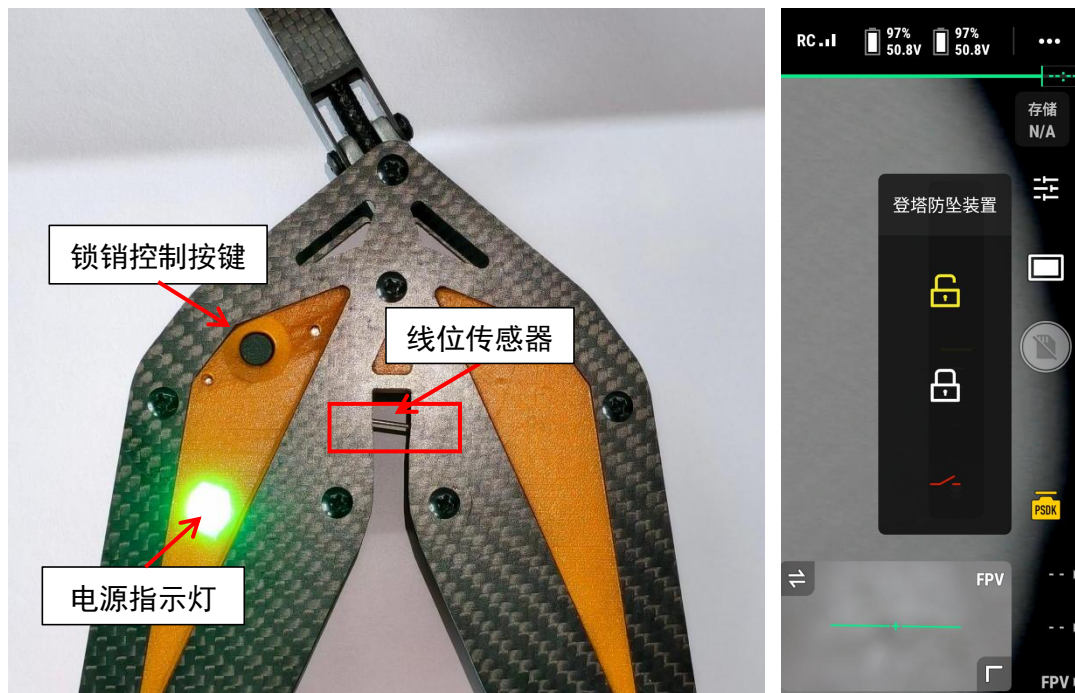 锁销控制按键
线位传感器
电源指示灯
RC
97%
50.8V
97%
50.8V
存储
N/A
登塔防坠装置
PSDK
FPV
FPV